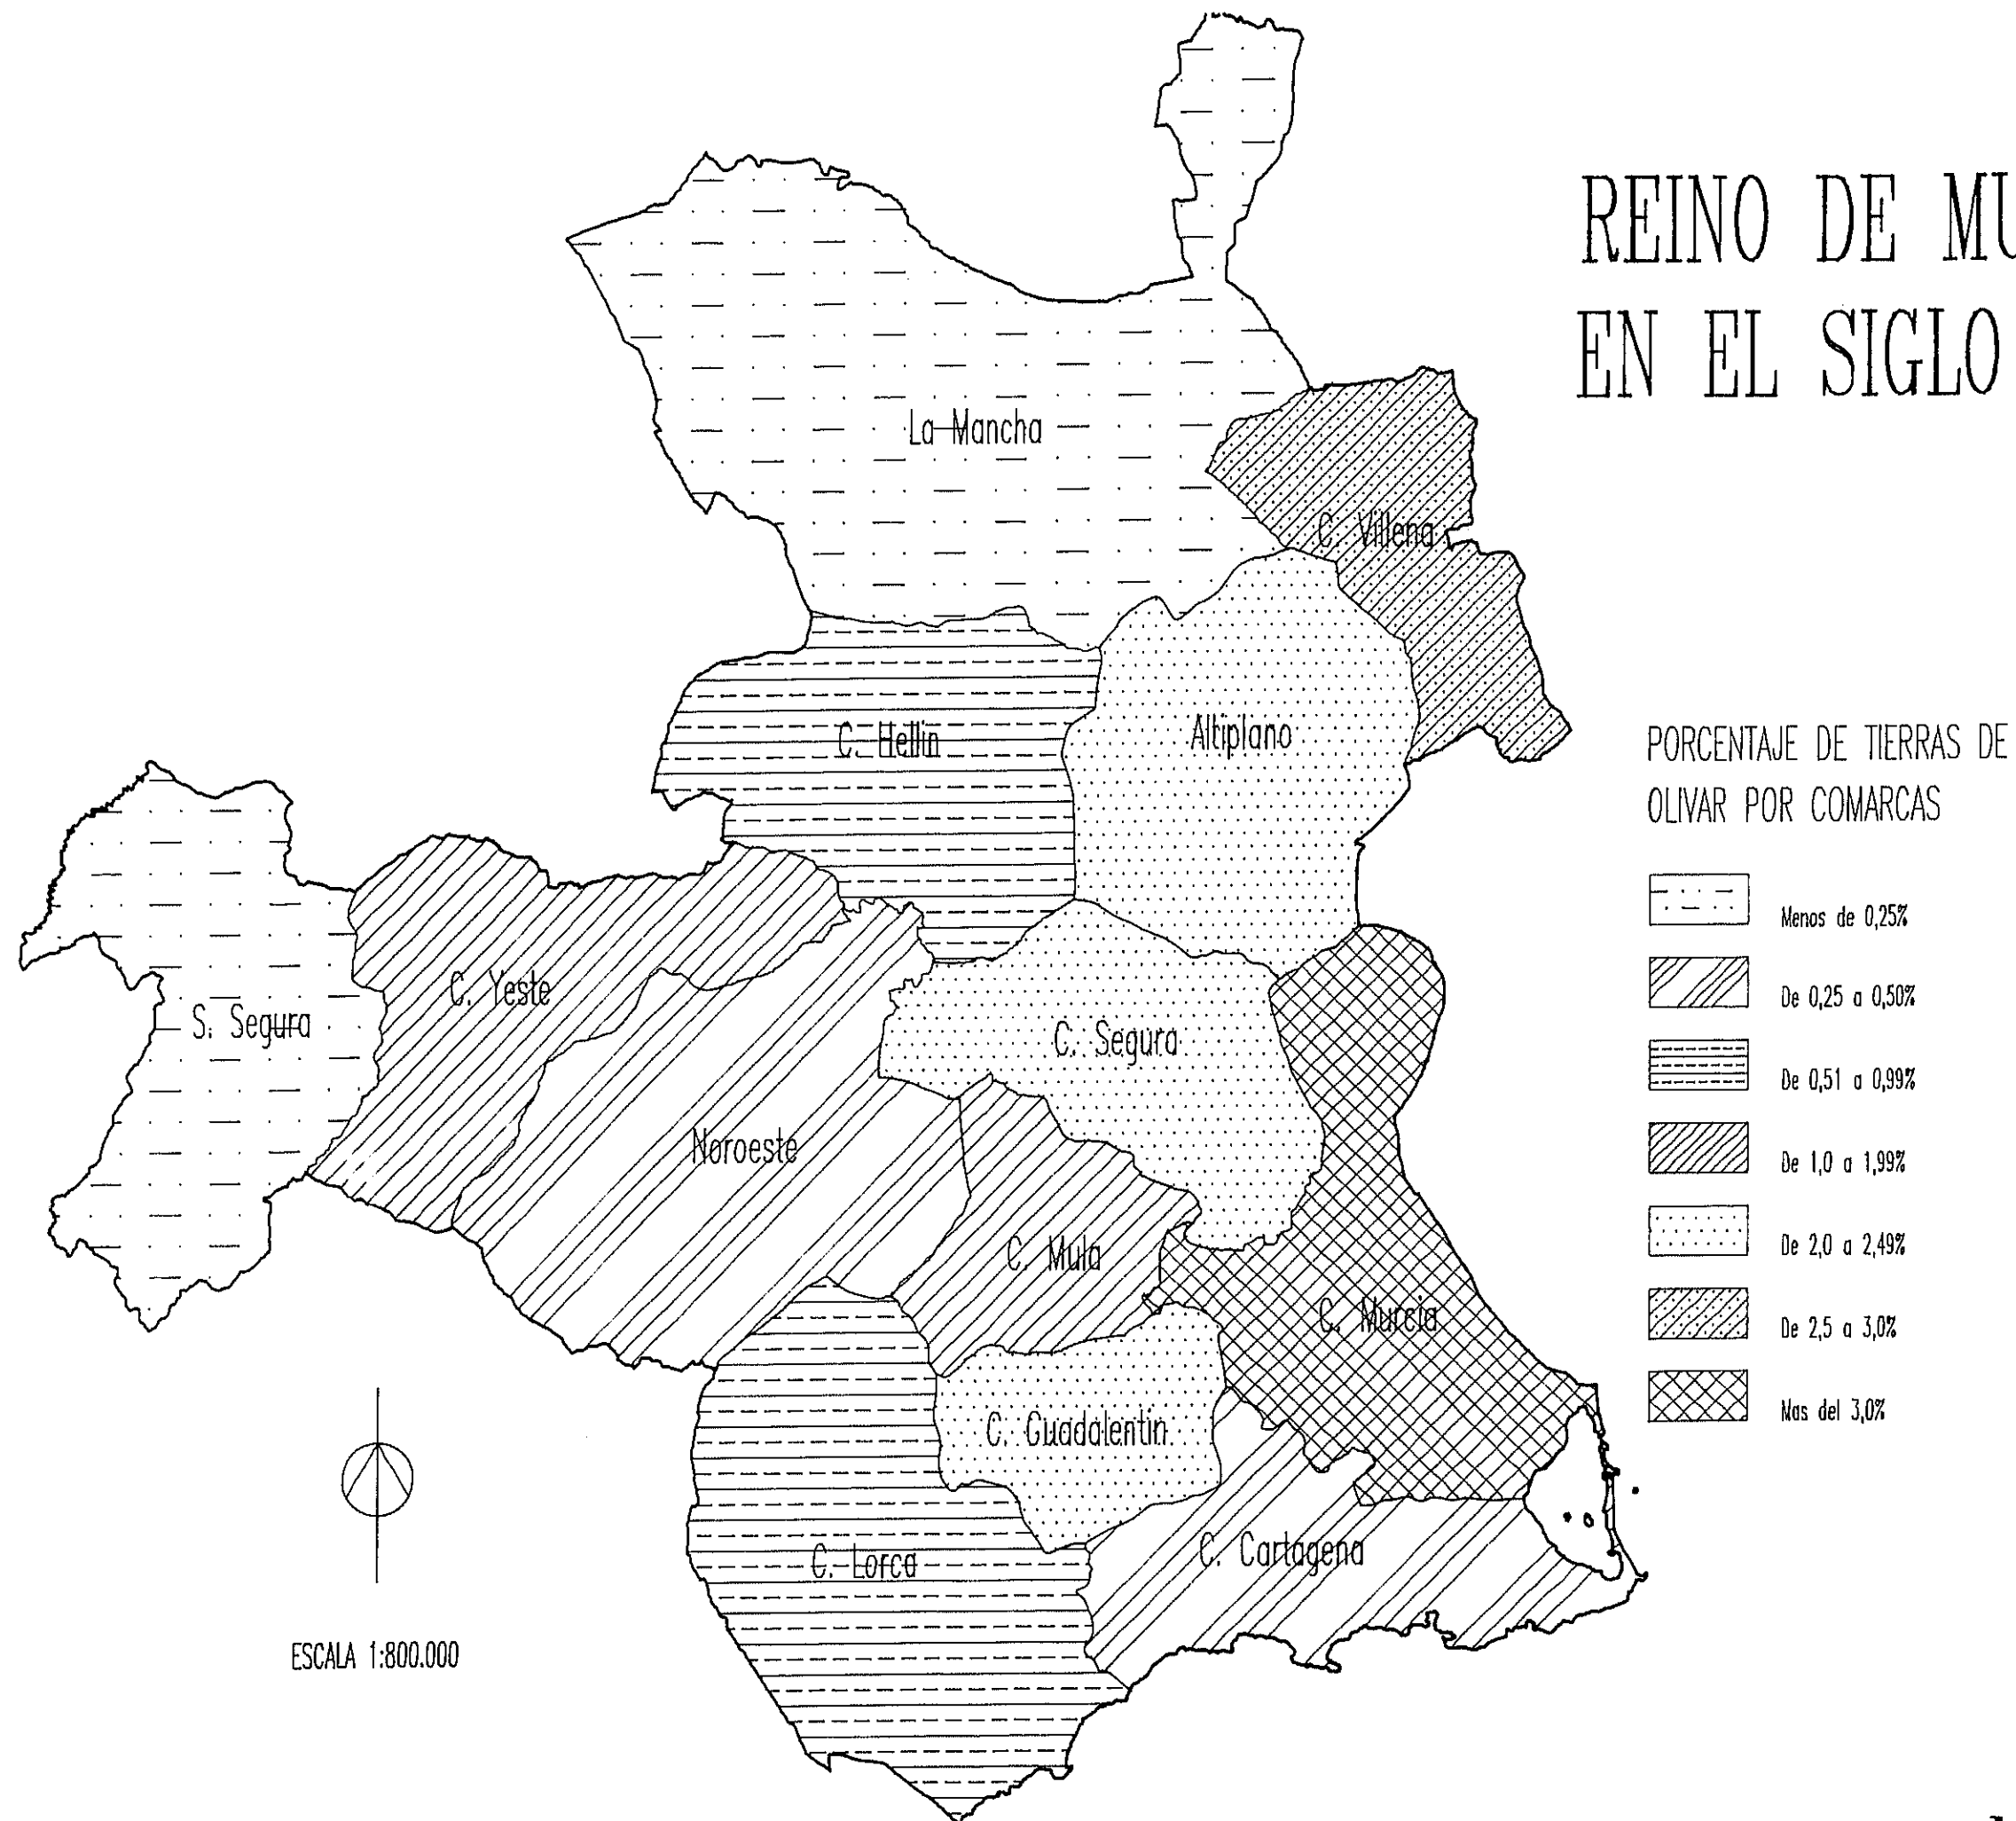 REINO DE MU
EN EL SIGLO
La Mancha
C. Villena
C. Hellin
Altiplano
PORCENTAJE DE TIERRAS DE
OLIVAR POR COMARCAS
Menos de 0,25%
De 0,25 a 0,50%
De 0,51 a 0,99%
De 1,0 a 1,99%
De 2,0 a 2,49%
De 2,5 a 3,0%
Mas del 3,0%
C. Yeste
S. Segura
C. Segura
Noroeste
C. Mula
C. Murcia
C. Guadalentin
C. Lorca
C. Cartagena
ESCALA 1:800.000